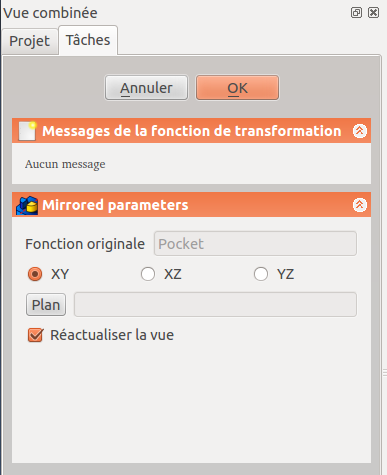 Vue combinée
Projet Tâches
Annuler OK
Messages de la fonction de transformation
Aucun message
Mirrored parameters
Fonction originale Pocket
XY XZ YZ
Plan
Réactualiser la vue